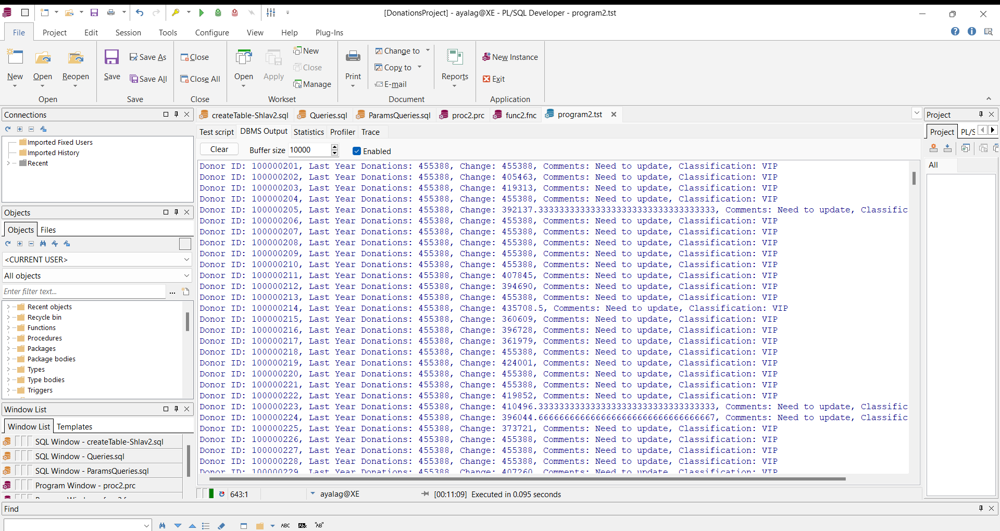 [DonationsProject] - ayalag@XE - PL/SQL Developer - program2.tst
File Project Edit Session Tools Configure View Help Plug-Ins
New Open Reopen
Open
Save Save As Save All
Save
Close Close All
Close
Open Apply New Close Manage
Workset
Print Change to Copy to E-mail
Document
Reports
New Instance
Exit
Application
Connections
Imported Fixed Users
Imported History
Recent
Objects
Objects Files
<CURRENT USER>
All objects
Enter filter text... ...
Recent objects
Recycle bin
Functions
Procedures
Packages
Package bodies
Types
Type bodies
Triggers
Window List
Window List Templates
SQL Window - createTable-Shlav2.sql
SQL Window - Queries.sql
SQL Window - ParamsQueries.sql
Program Window - proc2.prc
createTable-Shlav2.sql Queries.sql ParamsQueries.sql proc2.prc func2.fnc program2.tst
Test script DBMS Output Statistics Profiler Trace
Clear Buffer size 10000 Enabled
Donor ID: 100000201, Last Year Donations: 455388, Change: 455388, Comments: Need to update, Classification: VIP
Donor ID: 100000202, Last Year Donations: 455388, Change: 405463, Comments: Need to update, Classification: VIP
Donor ID: 100000203, Last Year Donations: 455388, Change: 419313, Comments: Need to update, Classification: VIP
Donor ID: 100000204, Last Year Donations: 455388, Change: 455388, Comments: Need to update, Classification: VIP
Donor ID: 100000205, Last Year Donations: 455388, Change: 392137.3333333333333333333333333333333333, Comments: Need to update, Classific
Donor ID: 100000206, Last Year Donations: 455388, Change: 455388, Comments: Need to update, Classification: VIP
Donor ID: 100000207, Last Year Donations: 455388, Change: 455388, Comments: Need to update, Classification: VIP
Donor ID: 100000208, Last Year Donations: 455388, Change: 455388, Comments: Need to update, Classification: VIP
Donor ID: 100000209, Last Year Donations: 455388, Change: 455388, Comments: Need to update, Classification: VIP
Donor ID: 100000210, Last Year Donations: 455388, Change: 455388, Comments: Need to update, Classification: VIP
Donor ID: 100000211, Last Year Donations: 455388, Change: 407845, Comments: Need to update, Classification: VIP
Donor ID: 100000212, Last Year Donations: 455388, Change: 394690, Comments: Need to update, Classification: VIP
Donor ID: 100000213, Last Year Donations: 455388, Change: 455388, Comments: Need to update, Classification: VIP
Donor ID: 100000214, Last Year Donations: 455388, Change: 435708.5, Comments: Need to update, Classification: VIP
Donor ID: 100000215, Last Year Donations: 455388, Change: 360609, Comments: Need to update, Classification: VIP
Donor ID: 100000216, Last Year Donations: 455388, Change: 396728, Comments: Need to update, Classification: VIP
Donor ID: 100000217, Last Year Donations: 455388, Change: 361979, Comments: Need to update, Classification: VIP
Donor ID: 100000218, Last Year Donations: 455388, Change: 455388, Comments: Need to update, Classification: VIP
Donor ID: 100000219, Last Year Donations: 455388, Change: 424001, Comments: Need to update, Classification: VIP
Donor ID: 100000220, Last Year Donations: 455388, Change: 455388, Comments: Need to update, Classification: VIP
Donor ID: 100000221, Last Year Donations: 455388, Change: 455388, Comments: Need to update, Classification: VIP
Donor ID: 100000222, Last Year Donations: 455388, Change: 419852, Comments: Need to update, Classification: VIP
Donor ID: 100000223, Last Year Donations: 455388, Change: 410496.3333333333333333333333333333333333, Comments: Need to update, Classific
Donor ID: 100000224, Last Year Donations: 455388, Change: 396044.6666666666666666666666666666666667, Comments: Need to update, Classific
Donor ID: 100000225, Last Year Donations: 455388, Change: 373721, Comments: Need to update, Classification: VIP
Donor ID: 100000226, Last Year Donations: 455388, Change: 455388, Comments: Need to update, Classification: VIP
Donor ID: 100000227, Last Year Donations: 455388, Change: 455388, Comments: Need to update, Classification: VIP
Donor ID: 100000228, Last Year Donations: 455388, Change: 455388, Comments: Need to update, Classification: VIP
Donor ID: 100000229, Last Year Donations: 455388, Change: 407260, Comments: Need to update, Classification: VIP
643:1 ayalag@XE [00:11:09] Executed in 0.095 seconds
Project
Project PL/S
All
Find
ABC "AB"